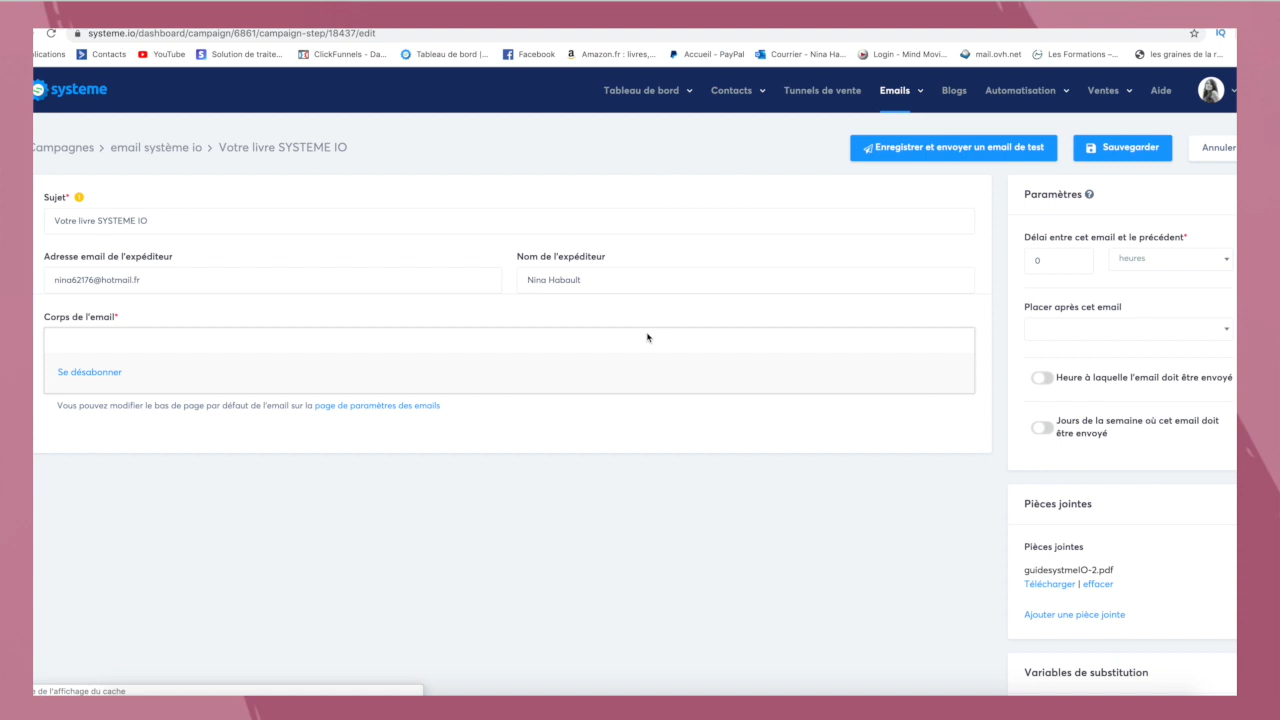 systeme.io/dashboard/campaign/6861/campaign-step/18437/edit
IQ
lications Contacts YouTube Solution de traite... ClickFunnels - Da... Tableau de bord |... Facebook Amazon.fr : livres,... Accueil - PayPal Courrier - Nina Ha... Login - Mind Movi... mail.ovh.net Les Formations –... les graines de la r...
systeme Tableau de bord Contacts Tunnels de vente Emails Blogs Automatisation Ventes Aide
Campagnes > email système io > Votre livre SYSTEME IO
Enregistrer et envoyer un email de test Sauvegarder Annuler
Sujet*
Votre livre SYSTEME IO
Adresse email de l'expéditeur Nom de l'expéditeur
nina62176@hotmail.fr Nina Habault
Corps de l'email*
Se désabonner
Vous pouvez modifier le bas de page par défaut de l'email sur la page de paramètres des emails
Paramètres
Délai entre cet email et le précédent*
0 heures
Placer après cet email
Heure à laquelle l'email doit être envoyé
Jours de la semaine où cet email doit
être envoyé
Pièces jointes
Pièces jointes
guidesystmeIO-2.pdf
Télécharger | effacer
Ajouter une pièce jointe
Variables de substitution
e de l'affichage du cache